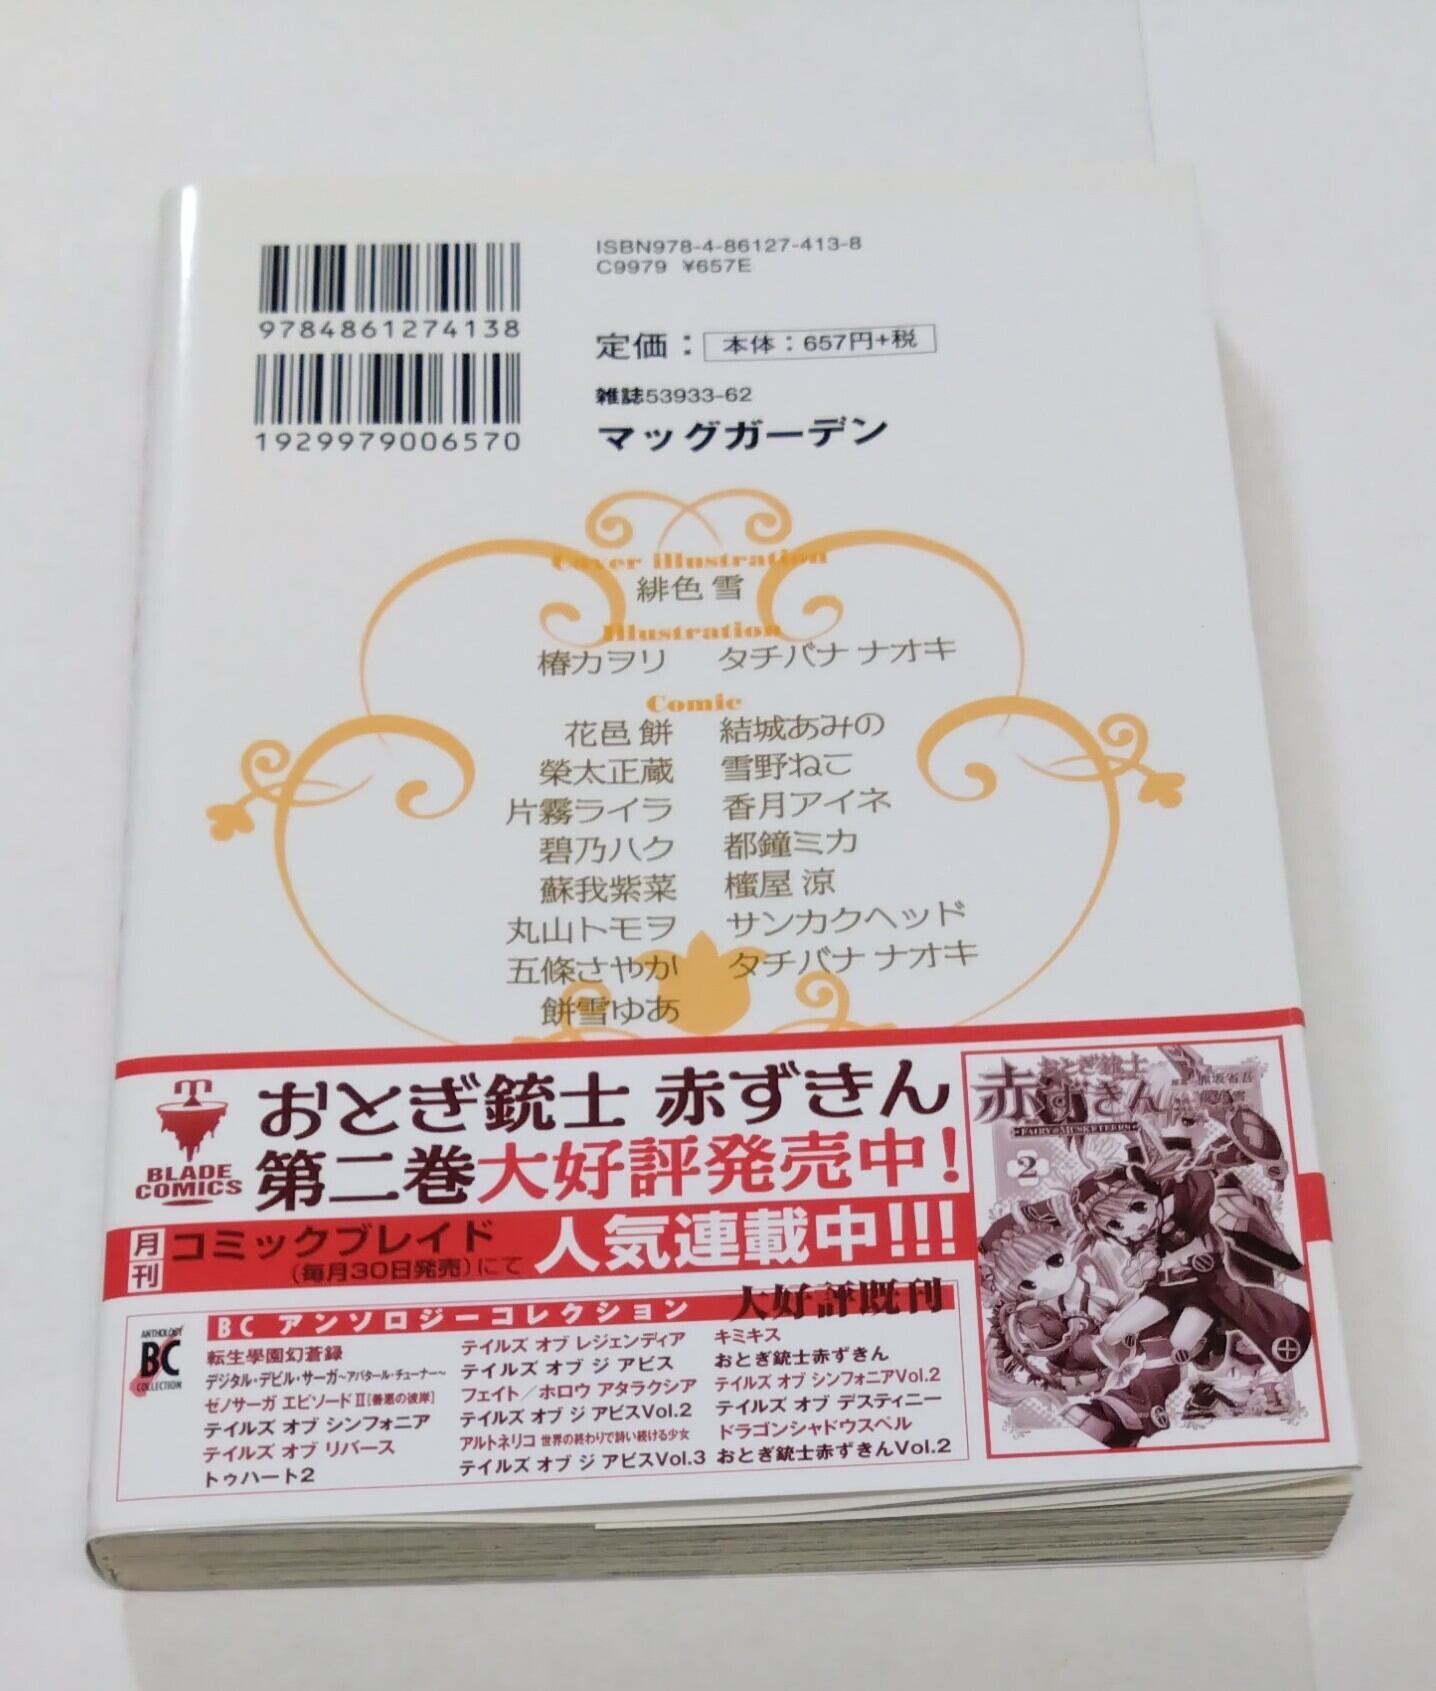 ISBN978-4-86127-413-8
C9979 ¥657E
9784861274138
定価：本体：657円+税
雑誌53933-62
1929979006570
マッグガーデン
Cover illustration
緋色 雪
Illustration
椿カヲリ タチバナ ナオキ
Comic
花邑 餅 結城あみの
榮太正蔵 雪野ねこ
片霧ライラ 香月アイネ
碧乃ハク 都鐘ミカ
蘇我紫菜 樒屋 涼
丸山トモヲ サンカクヘッド
五條さやか タチバナ ナオキ
餅雪ゆあ
BLADE
COMICS
おとぎ銃士 赤ずきん
第二巻大好評発売中!
月刊
コミックブレイド
(毎月30日発売)にて
人気連載中!!!
おとぎ銃士
赤ずきん
FAIRY MUSKETEERS
2
ANTHOLOGY
BC
COLLECTION
BC アンソロジーコレクション 大好評既刊
転生學園幻蒼録
デジタル・デビル・サーガ〜アバタール・チューナー〜
ゼノサーガ エピソードⅡ[善悪の彼岸]
テイルズ オブ シンフォニア
テイルズ オブ リバース
トゥハート2
テイルズ オブ レジェンディア
テイルズ オブ ジ アビス
フェイト／ホロウ アタラクシア
テイルズ オブ ジ アビスVol.2
アルトネリコ 世界の終わりで詩い続ける少女
テイルズ オブ ジ アビスVol.3
キミキス
おとぎ銃士赤ずきん
テイルズ オブ シンフォニアVol.2
テイルズ オブ デスティニー
ドラゴンシャドウスペル
おとぎ銃士赤ずきんVol.2